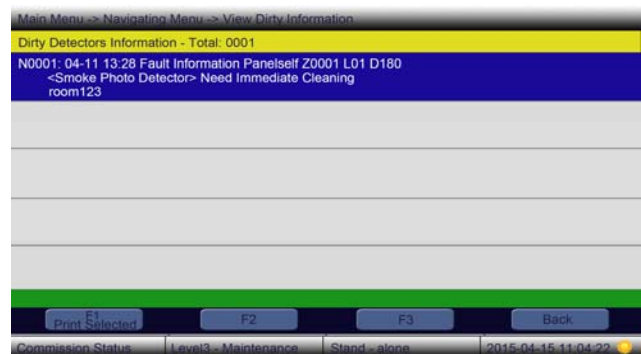 Main Menu -> Navigating Menu -> View Dirty Information
Dirty Detectors Information - Total: 0001
N0001: 04-11 13:28 Fault Information Panelself Z0001 L01 D180
<Smoke Photo Detector> Need Immediate Cleaning
room123
F1
Print Selected
F2
F3
Back
Commission Status
Level3 - Maintenance
Stand - alone
2015-04-15 11:04:22